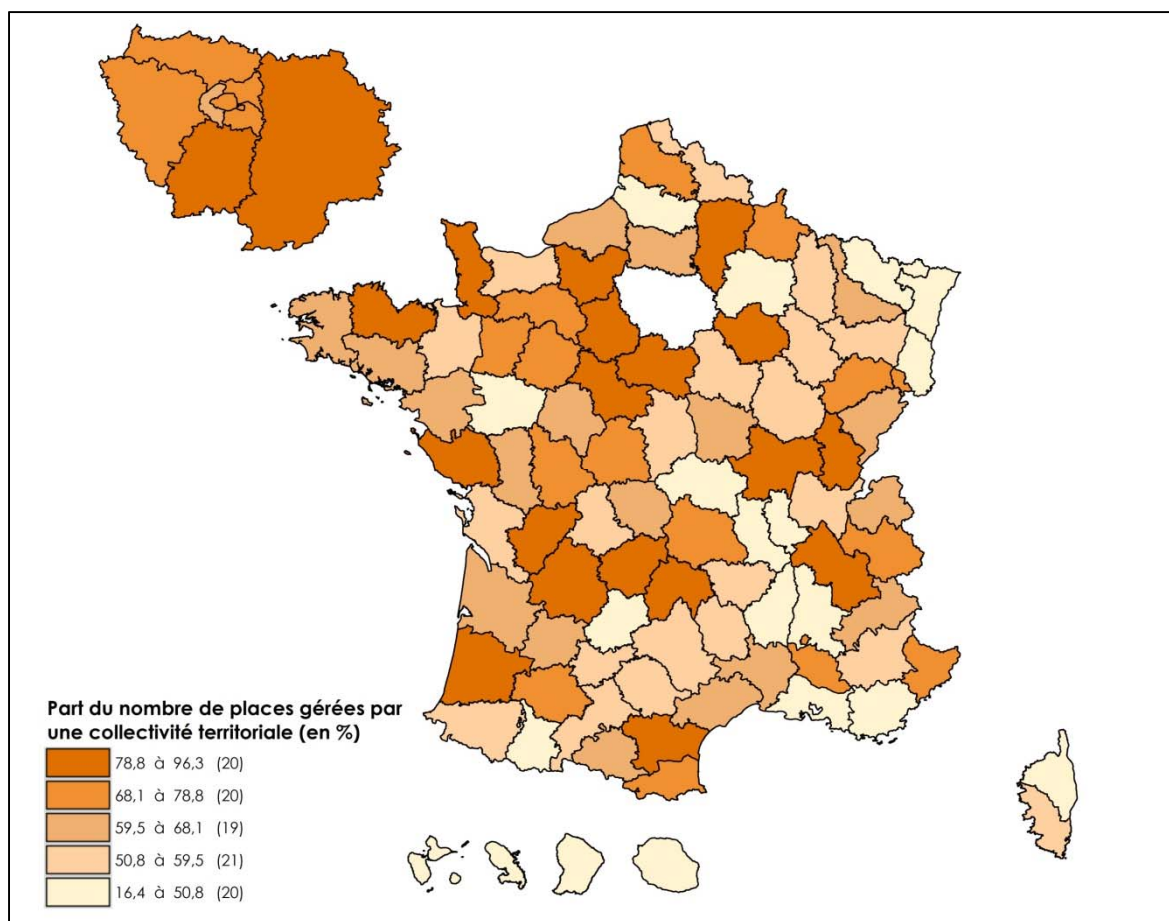 Part du nombre de places gérées par
une collectivité territoriale (en %)
78,8 à 96,3 (20)
68,1 à 78,8 (20)
59,5 à 68,1 (19)
50,8 à 59,5 (21)
16,4 à 50,8 (20)